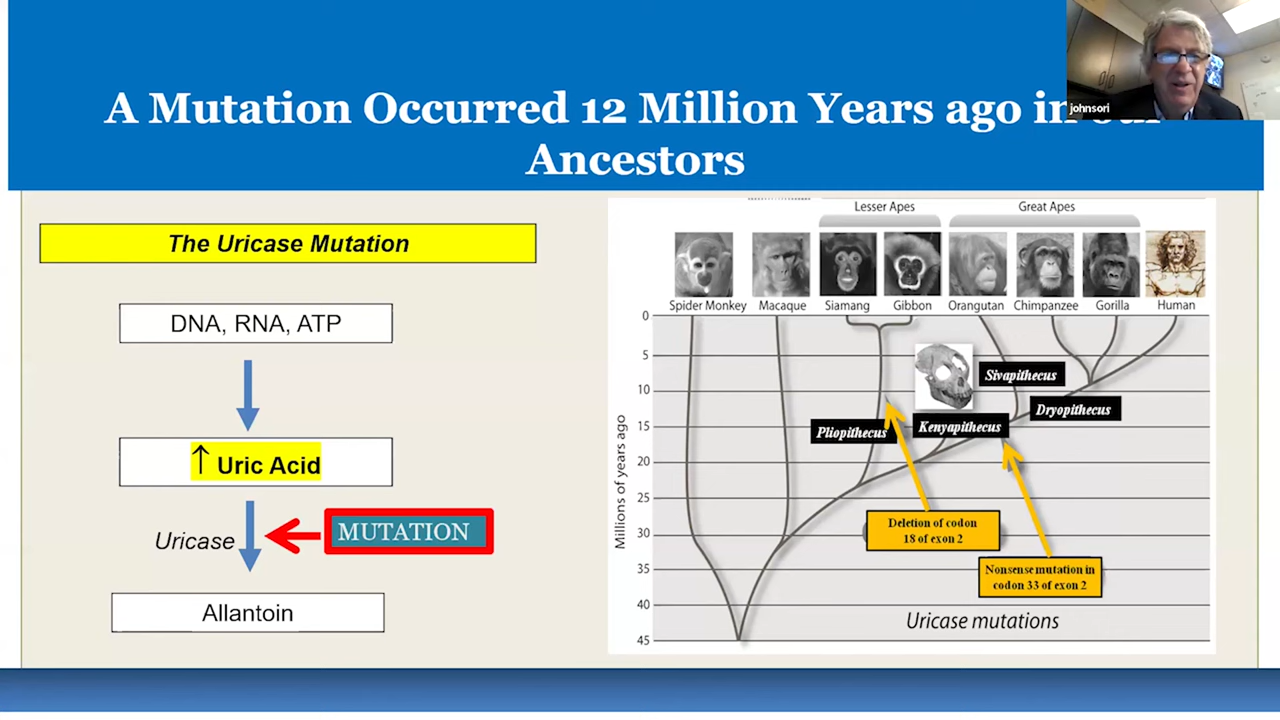 A Mutation Occurred 12 Million Years ago in
Ancestors
johnsori
The Uricase Mutation
DNA, RNA, ATP
↑ Uric Acid
Uricase
MUTATION
Allantoin
Lesser Apes
Great Apes
Spider Monkey
Macaque
Siamang
Gibbon
Orangutan
Chimpanzee
Gorilla
Human
Millions of years ago
0
5
10
15
20
25
30
35
40
45
Sivapithecus
Dryopithecus
Kenyapithecus
Pliopithecus
Deletion of codon
18 of exon 2
Nonsense mutation in
codon 33 of exon 2
Uricase mutations